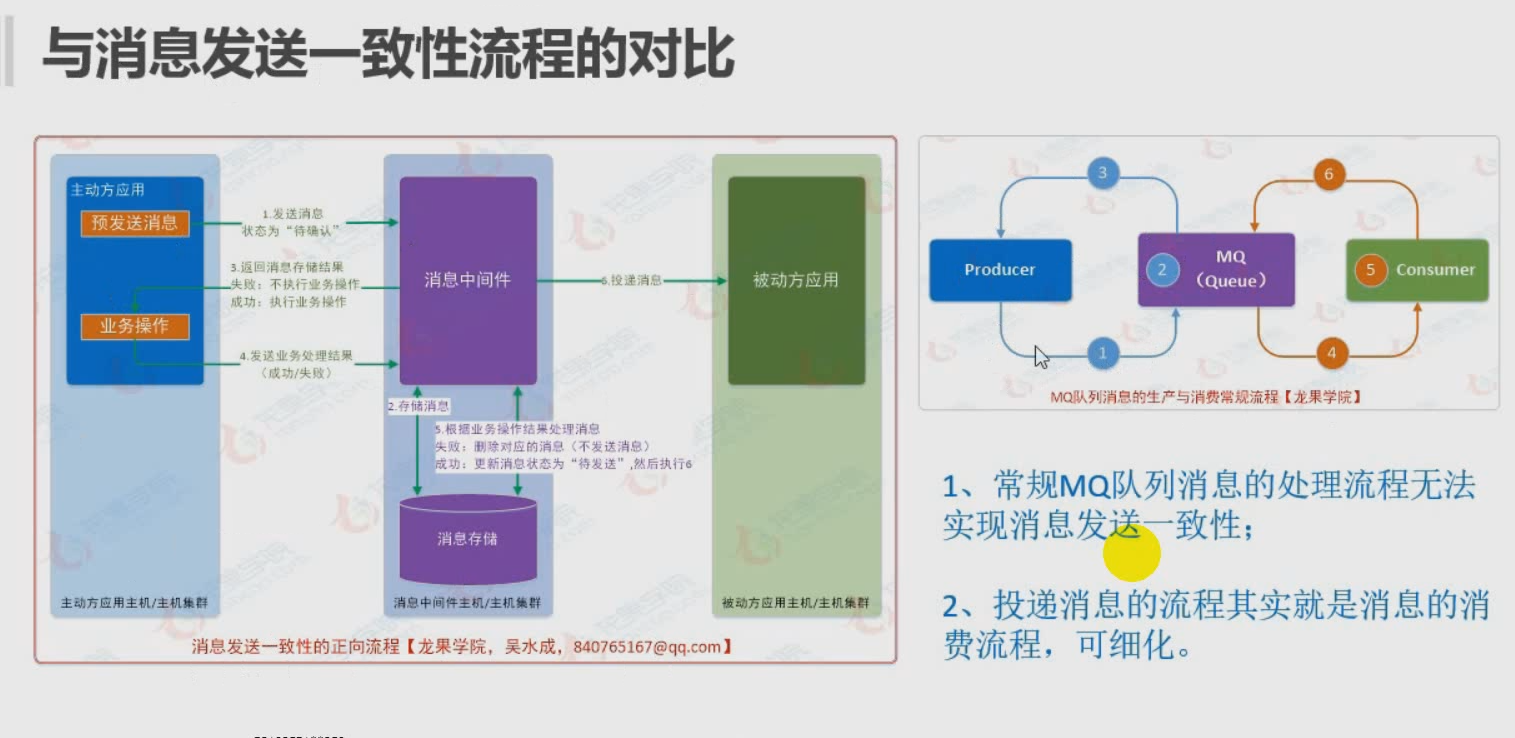 与消息发送一致性流程的对比
主动方应用
预发送消息
1.发送消息
状态为“待确认”
3.返回消息存储结果
失败：不执行业务操作
成功：执行业务操作
业务操作
4.发送业务处理结果
（成功/失败）
消息中间件
6.投递消息
被动方应用
2.存储消息
5.根据业务操作结果处理消息
失败：删除对应的消息（不发送消息）
成功：更新消息状态为“待发送”,然后执行6
消息存储
主动方应用主机/主机集群
消息中间件主机/主机集群
被动方应用主机/主机集群
消息发送一致性的正向流程【龙果学院，吴水成，840765167@qq.com】
3
6
Producer
2
MQ
（Queue）
5
Consumer
1
4
MQ队列消息的生产与消费常规流程【龙果学院】
1、常规MQ队列消息的处理流程无法
实现消息发送一致性；
2、投递消息的流程其实就是消息的消
费流程，可细化。